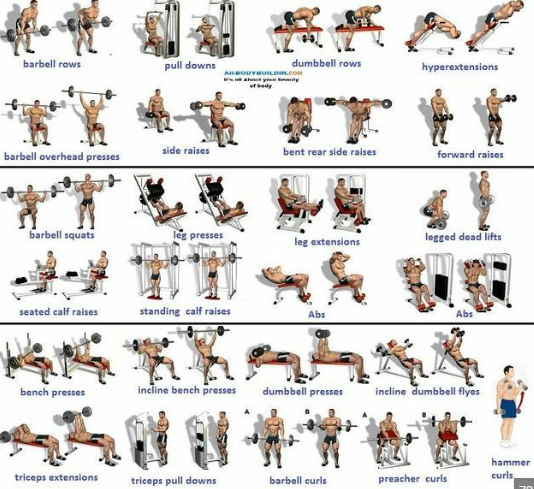 barbell rows
pull downs
dumbbell rows
hyperextensions
All-BODYBUILDIN.COM
It's all about your beauty
of body
barbell overhead presses
side raises
bent rear side raises
forward raises
barbell squats
leg presses
leg extensions
legged dead lifts
seated calf raises
standing calf raises
Abs
Abs
bench presses
incline bench presses
dumbbell presses
incline dumbbell flyes
A
B
A
B
triceps extensions
triceps pull downs
barbell curls
preacher curls
hammer
curls